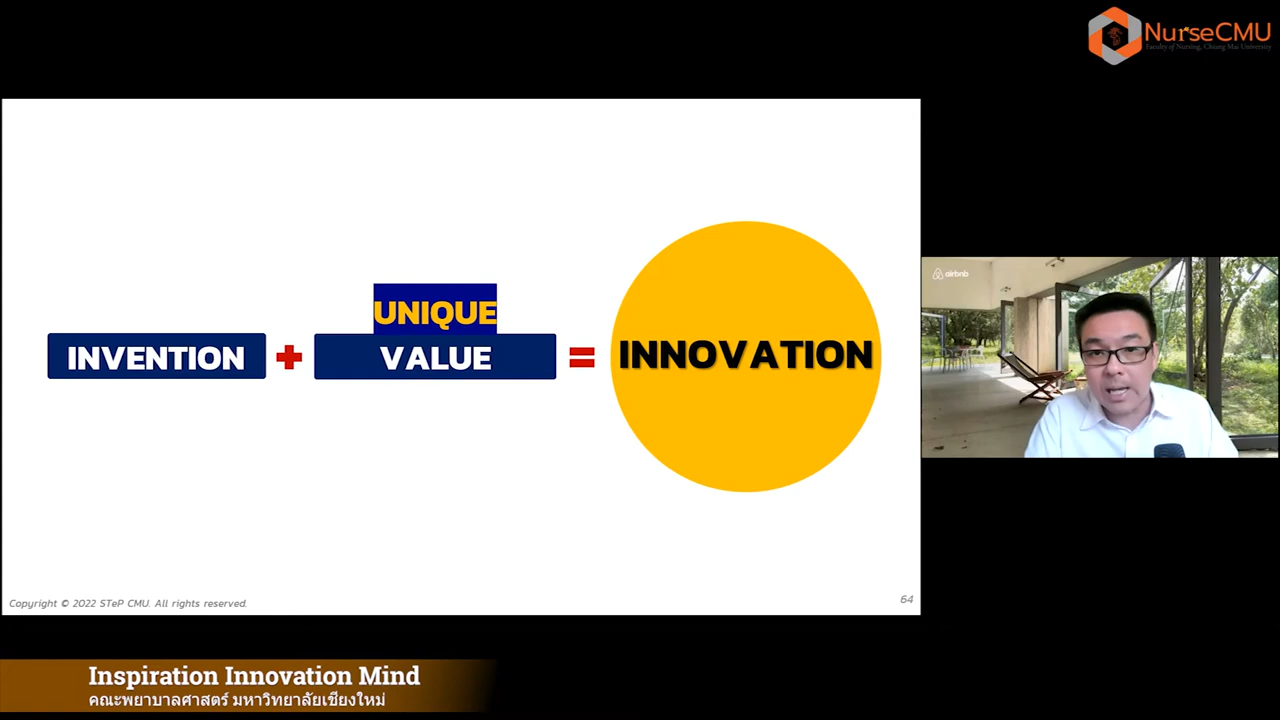 NurseCMU
Faculty of Nursing, Chiang Mai University
UNIQUE
INVENTION + VALUE = INNOVATION
airbnb
Copyright © 2022 STeP CMU. All rights reserved.
64
Inspiration Innovation Mind
คณะพยาบาลศาสตร์ มหาวิทยาลัยเชียงใหม่